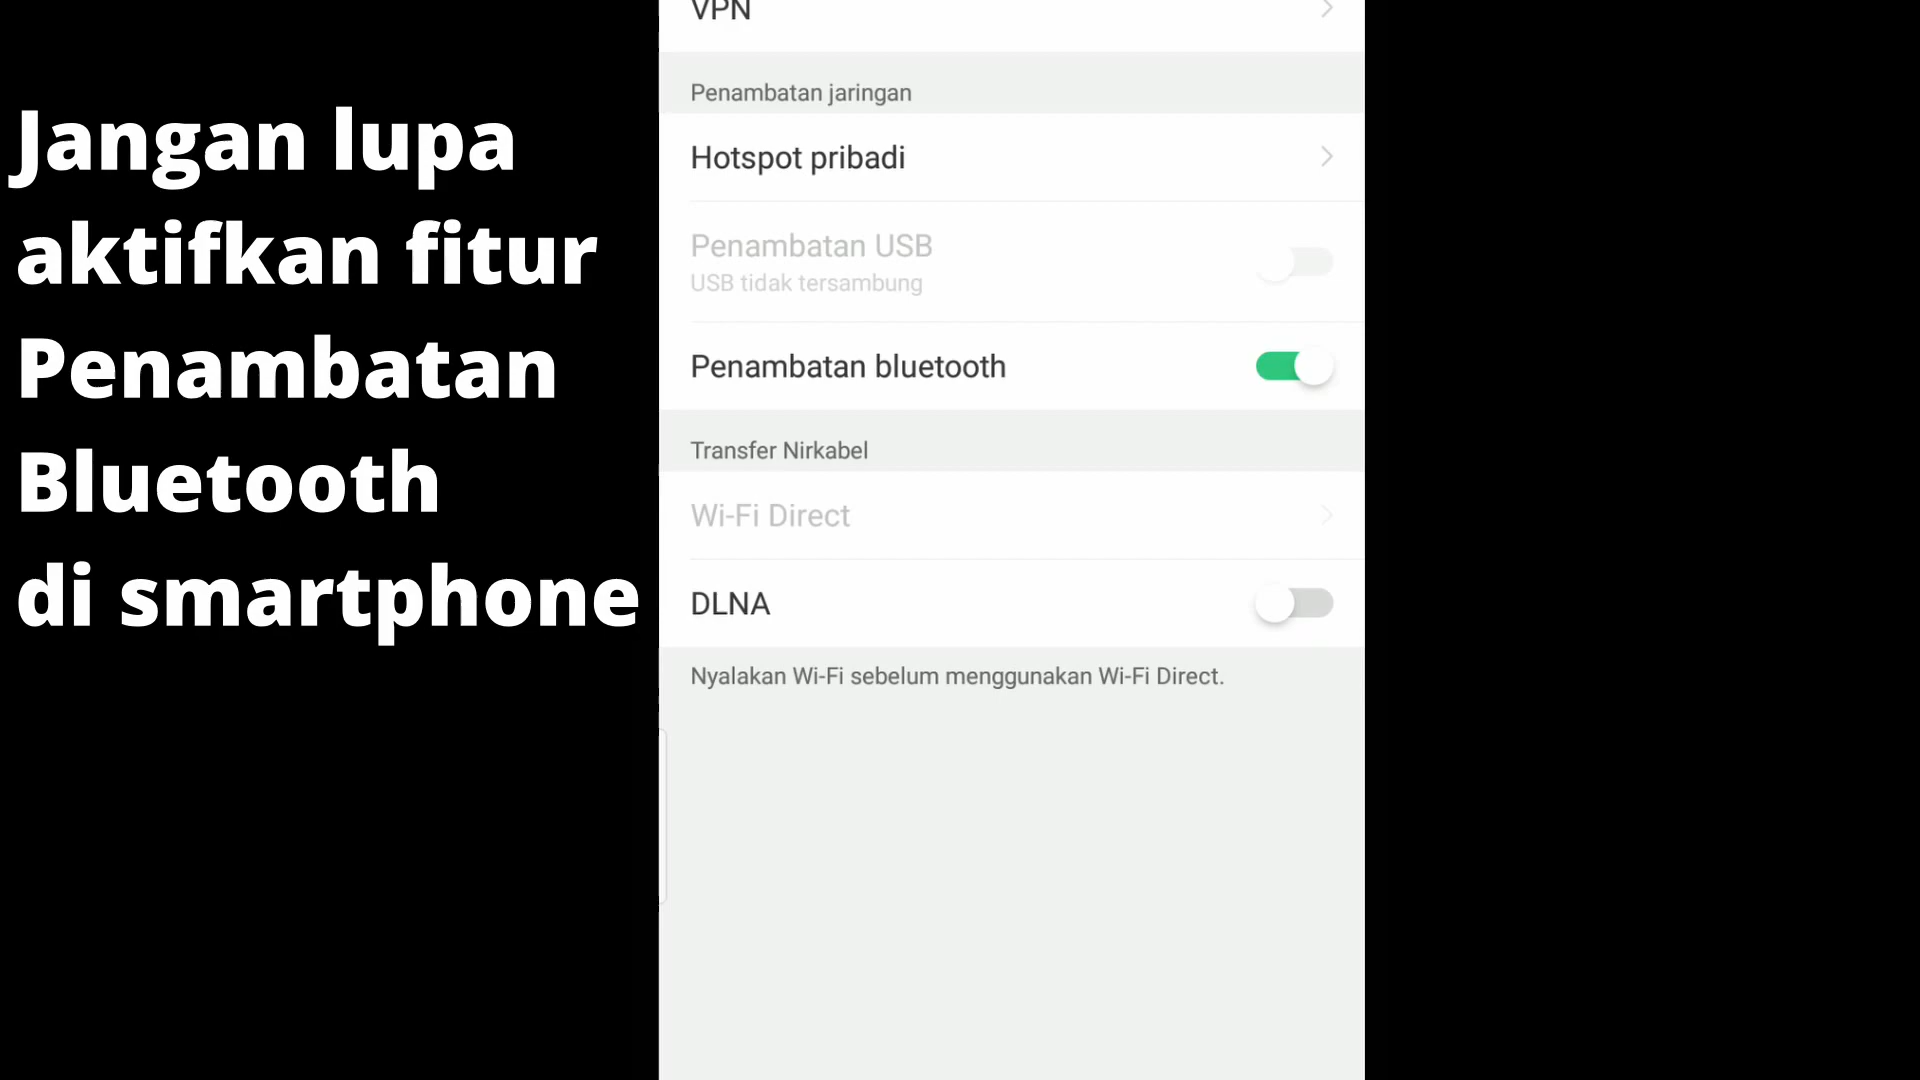 Jangan lupa
aktifkan fitur
Penambatan
Bluetooth
di smartphone
VPN
Penambatan jaringan
Hotspot pribadi
Penambatan USB
USB tidak tersambung
Penambatan bluetooth
Transfer Nirkabel
Wi-Fi Direct
DLNA
Nyalakan Wi-Fi sebelum menggunakan Wi-Fi Direct.